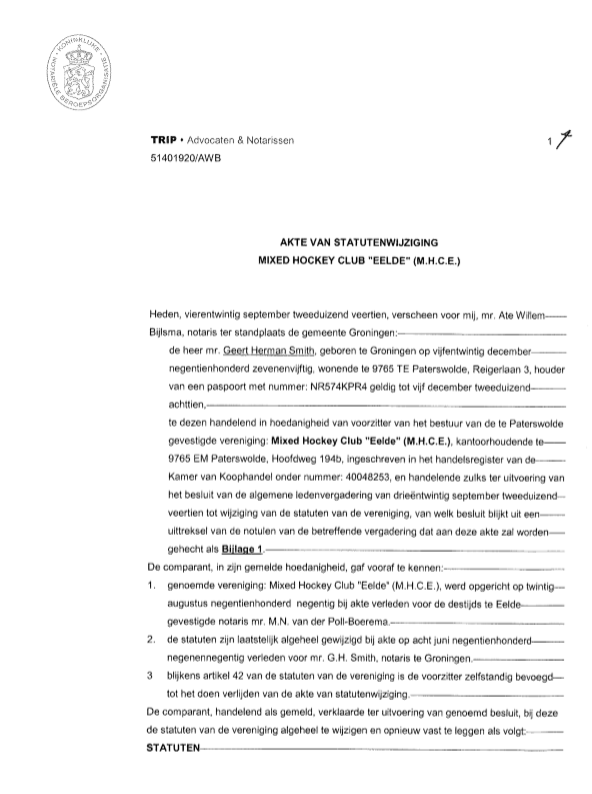 KONINKLIJKE
NOTARIËLE BEROEPSORGANISATIE
TRIP • Advocaten & Notarissen
1
51401920/AWB
AKTE VAN STATUTENWIJZIGING
MIXED HOCKEY CLUB "EELDE" (M.H.C.E.)
Heden, vierentwintig september tweeduizend veertien, verscheen voor mij, mr. Ate Willem
Bijlsma, notaris ter standplaats de gemeente Groningen:
de heer mr. Geert Herman Smith, geboren te Groningen op vijfentwintig december
negentienhonderd zevenenvijftig, wonende te 9765 TE Paterswolde, Reigerlaan 3, houder
van een paspoort met nummer: NR574KPR4 geldig tot vijf december tweeduizend
achttien,
te dezen handelend in hoedanigheid van voorzitter van het bestuur van de te Paterswolde
gevestigde vereniging: Mixed Hockey Club "Eelde" (M.H.C.E.), kantoorhoudende te
9765 EM Paterswolde, Hoofdweg 194b, ingeschreven in het handelsregister van de
Kamer van Koophandel onder nummer: 40048253, en handelende zulks ter uitvoering van
het besluit van de algemene ledenvergadering van drieëntwintig september tweeduizend
veertien tot wijziging van de statuten van de vereniging, van welk besluit blijkt uit een
uittreksel van de notulen van de betreffende vergadering dat aan deze akte zal worden
gehecht als Bijlage 1.
De comparant, in zijn gemelde hoedanigheid, gaf vooraf te kennen:
1. genoemde vereniging: Mixed Hockey Club "Eelde" (M.H.C.E.), werd opgericht op twintig
augustus negentienhonderd negentig bij akte verleden voor de destijds te Eelde
gevestigde notaris mr. M.N. van der Poll-Boerema.
2. de statuten zijn laatstelijk algeheel gewijzigd bij akte op acht juni negentienhonderd
negenennegentig verleden voor mr. G.H. Smith, notaris te Groningen.
3 blijkens artikel 42 van de statuten van de vereniging is de voorzitter zelfstandig bevoegd
tot het doen verlijden van de akte van statutenwijziging.
De comparant, handelend als gemeld, verklaarde ter uitvoering van genoemd besluit, bij deze
de statuten van de vereniging algeheel te wijzigen en opnieuw vast te leggen als volgt:
STATUTEN